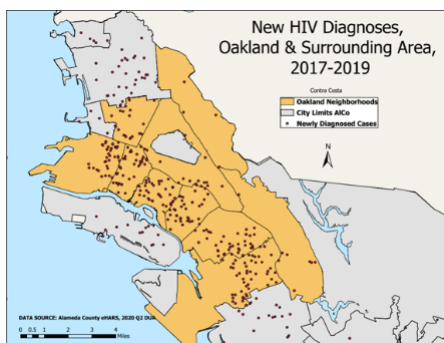 New HIV Diagnoses,
Oakland & Surrounding Area,
2017-2019
Contra Costa
Oakland Neighborhoods
City Limits AlCo
Newly Diagnosed Cases
N
DATA SOURCE: Alameda County eHARS, 2020 Q2 DUA
0 0.5 1 2 3 4
Miles